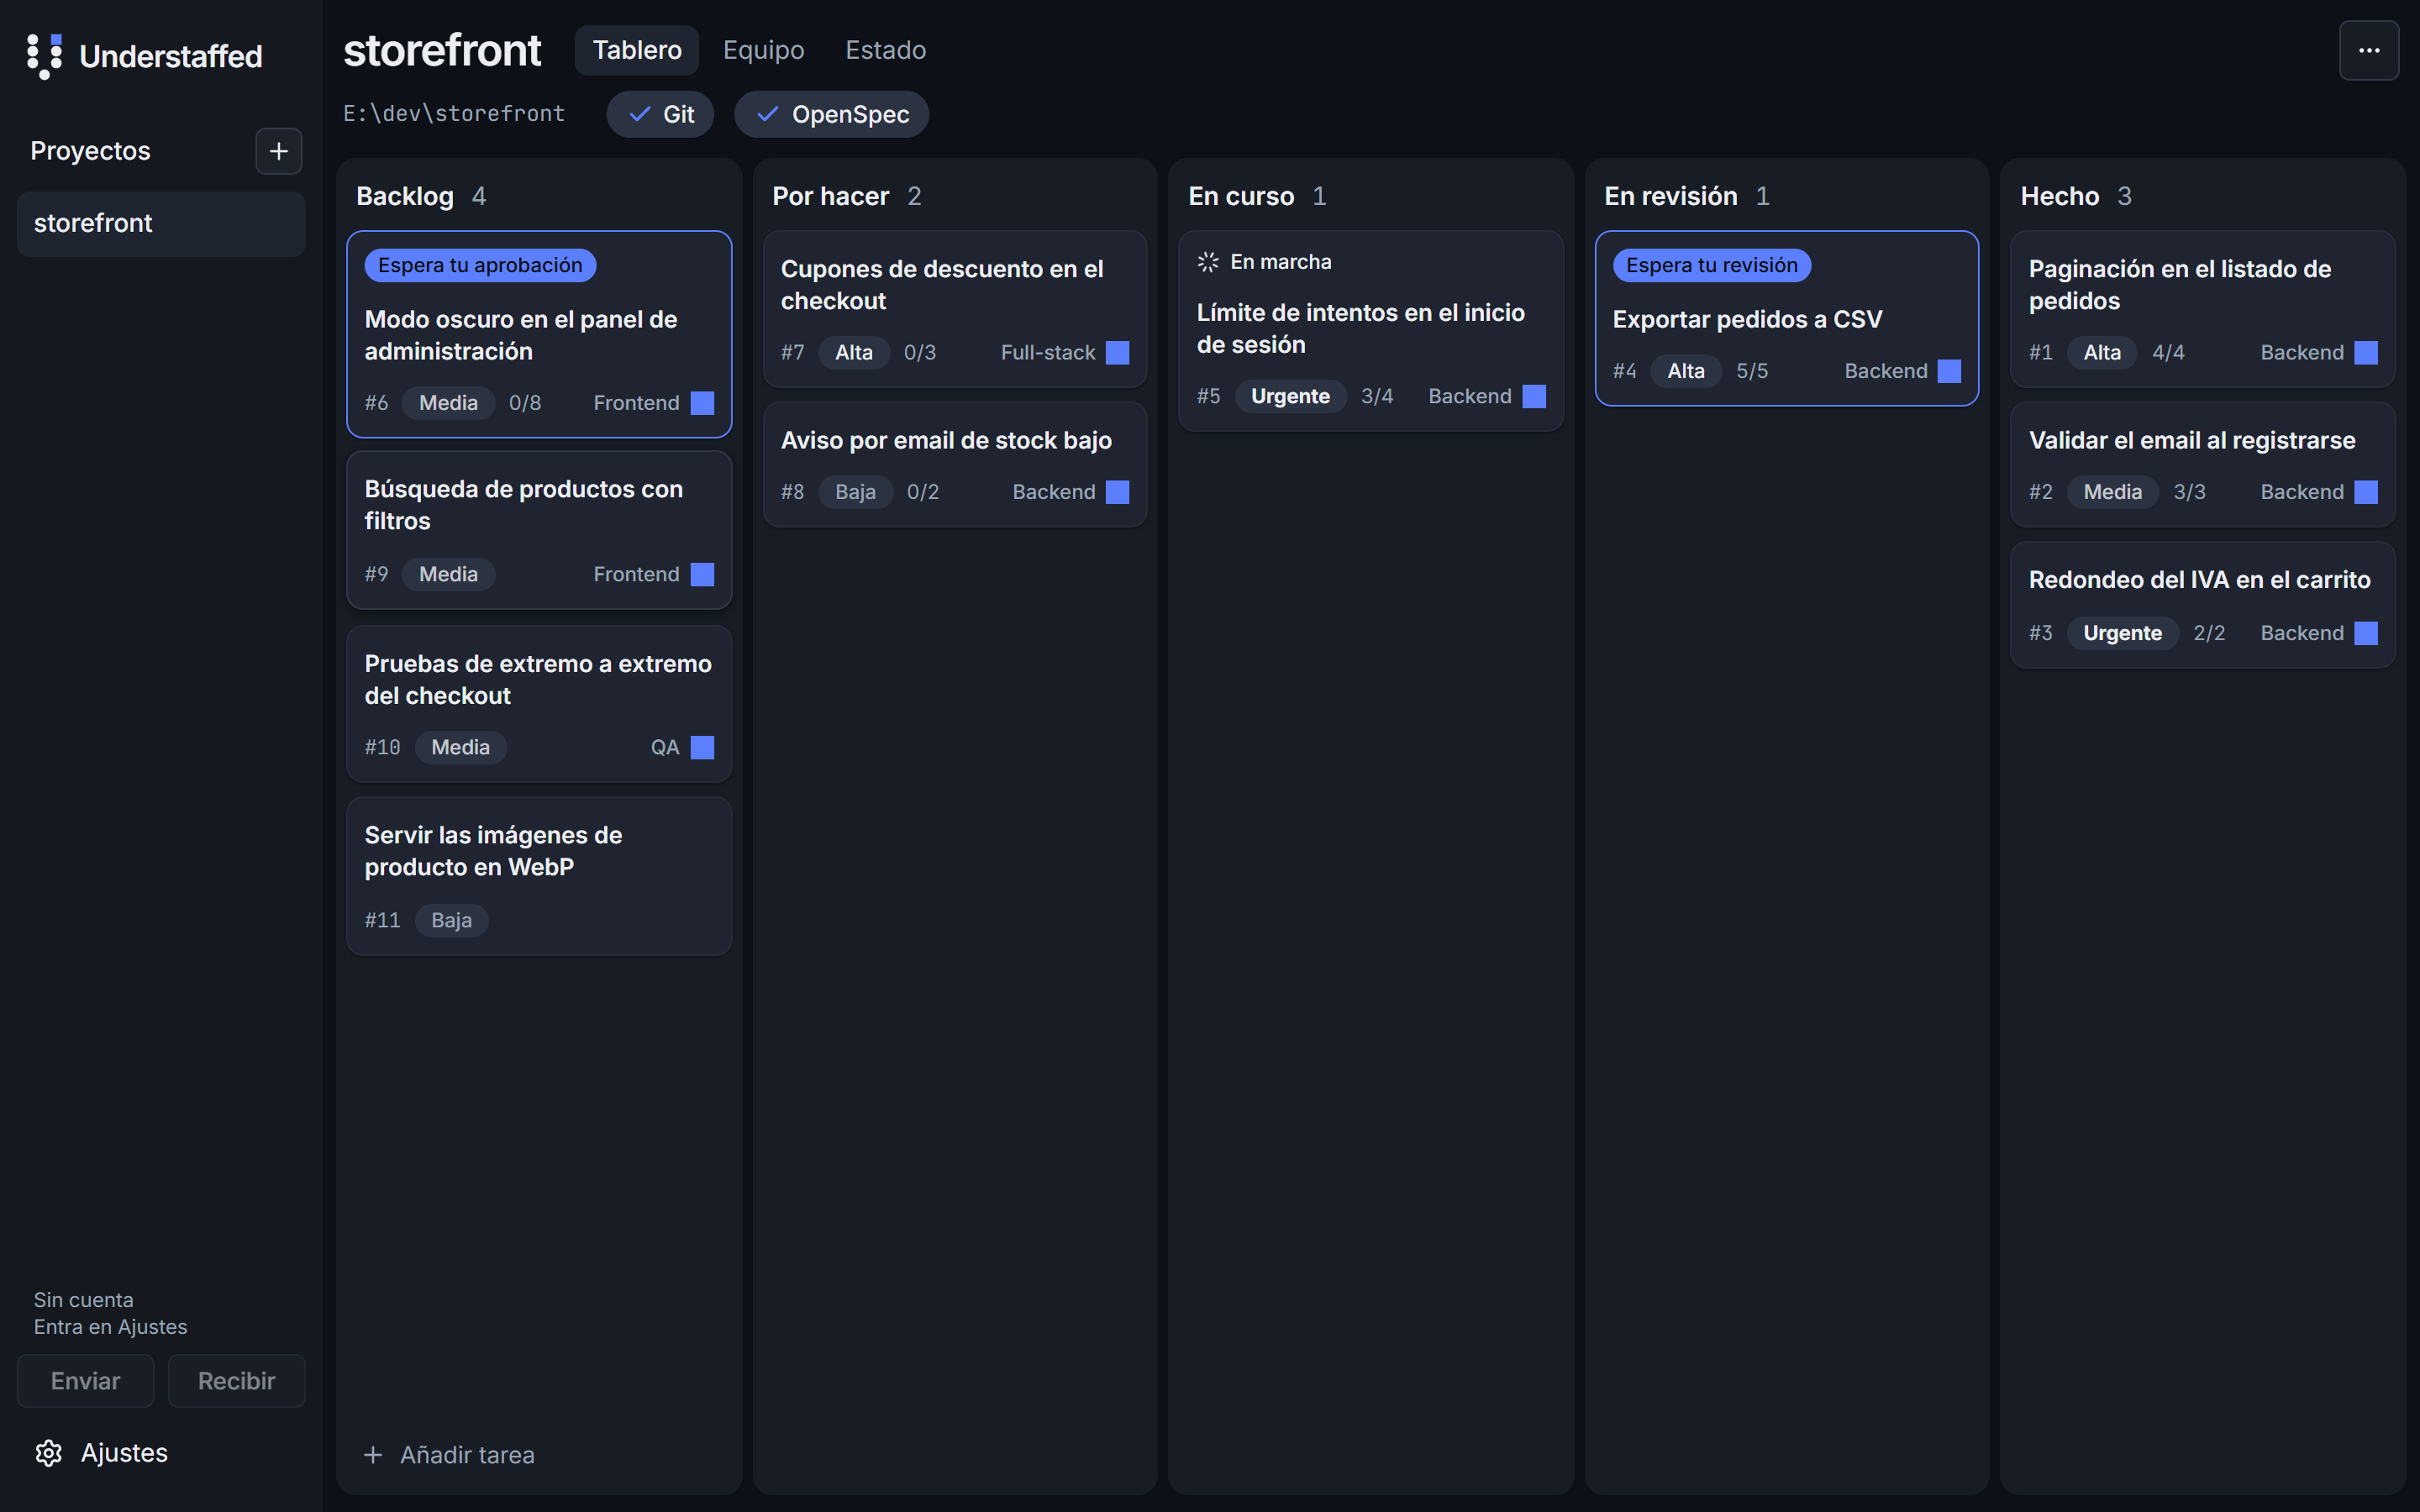 Understaffed
Proyectos
storefront
Sin cuenta
Entra en Ajustes
Enviar
Recibir
Ajustes
storefront
Tablero
Equipo
Estado
E:\dev\storefront
Git
OpenSpec
Backlog 4
Espera tu aprobación
Modo oscuro en el panel de
administración
#6 Media 0/8 Frontend
Búsqueda de productos con
filtros
#9 Media Frontend
Pruebas de extremo a extremo
del checkout
#10 Media QA
Servir las imágenes de
producto en WebP
#11 Baja
Añadir tarea
Por hacer 2
Cupones de descuento en el
checkout
#7 Alta 0/3 Full-stack
Aviso por email de stock bajo
#8 Baja 0/2 Backend
En curso 1
En marcha
Límite de intentos en el inicio
de sesión
#5 Urgente 3/4 Backend
En revisión 1
Espera tu revisión
Exportar pedidos a CSV
#4 Alta 5/5 Backend
Hecho 3
Paginación en el listado de
pedidos
#1 Alta 4/4 Backend
Validar el email al registrarse
#2 Media 3/3 Backend
Redondeo del IVA en el carrito
#3 Urgente 2/2 Backend